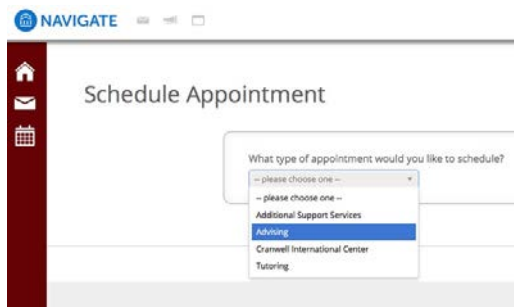 NAVIGATE
Schedule Appointment
What type of appointment would you like to schedule?
-- please choose one --
-- please choose one --
Additional Support Services
Advising
Cranwell International Center
Tutoring